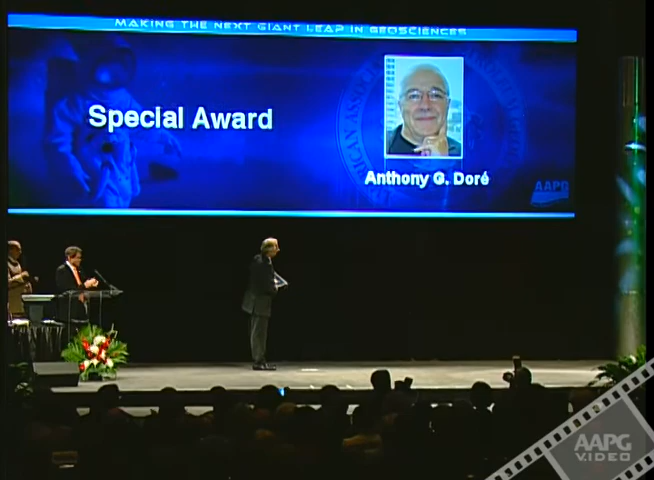 MAKING THE NEXT GIANT LEAP IN GEOSCIENCES
Special Award
Anthony G. Doré
AAPG
AAPG
VIDEO